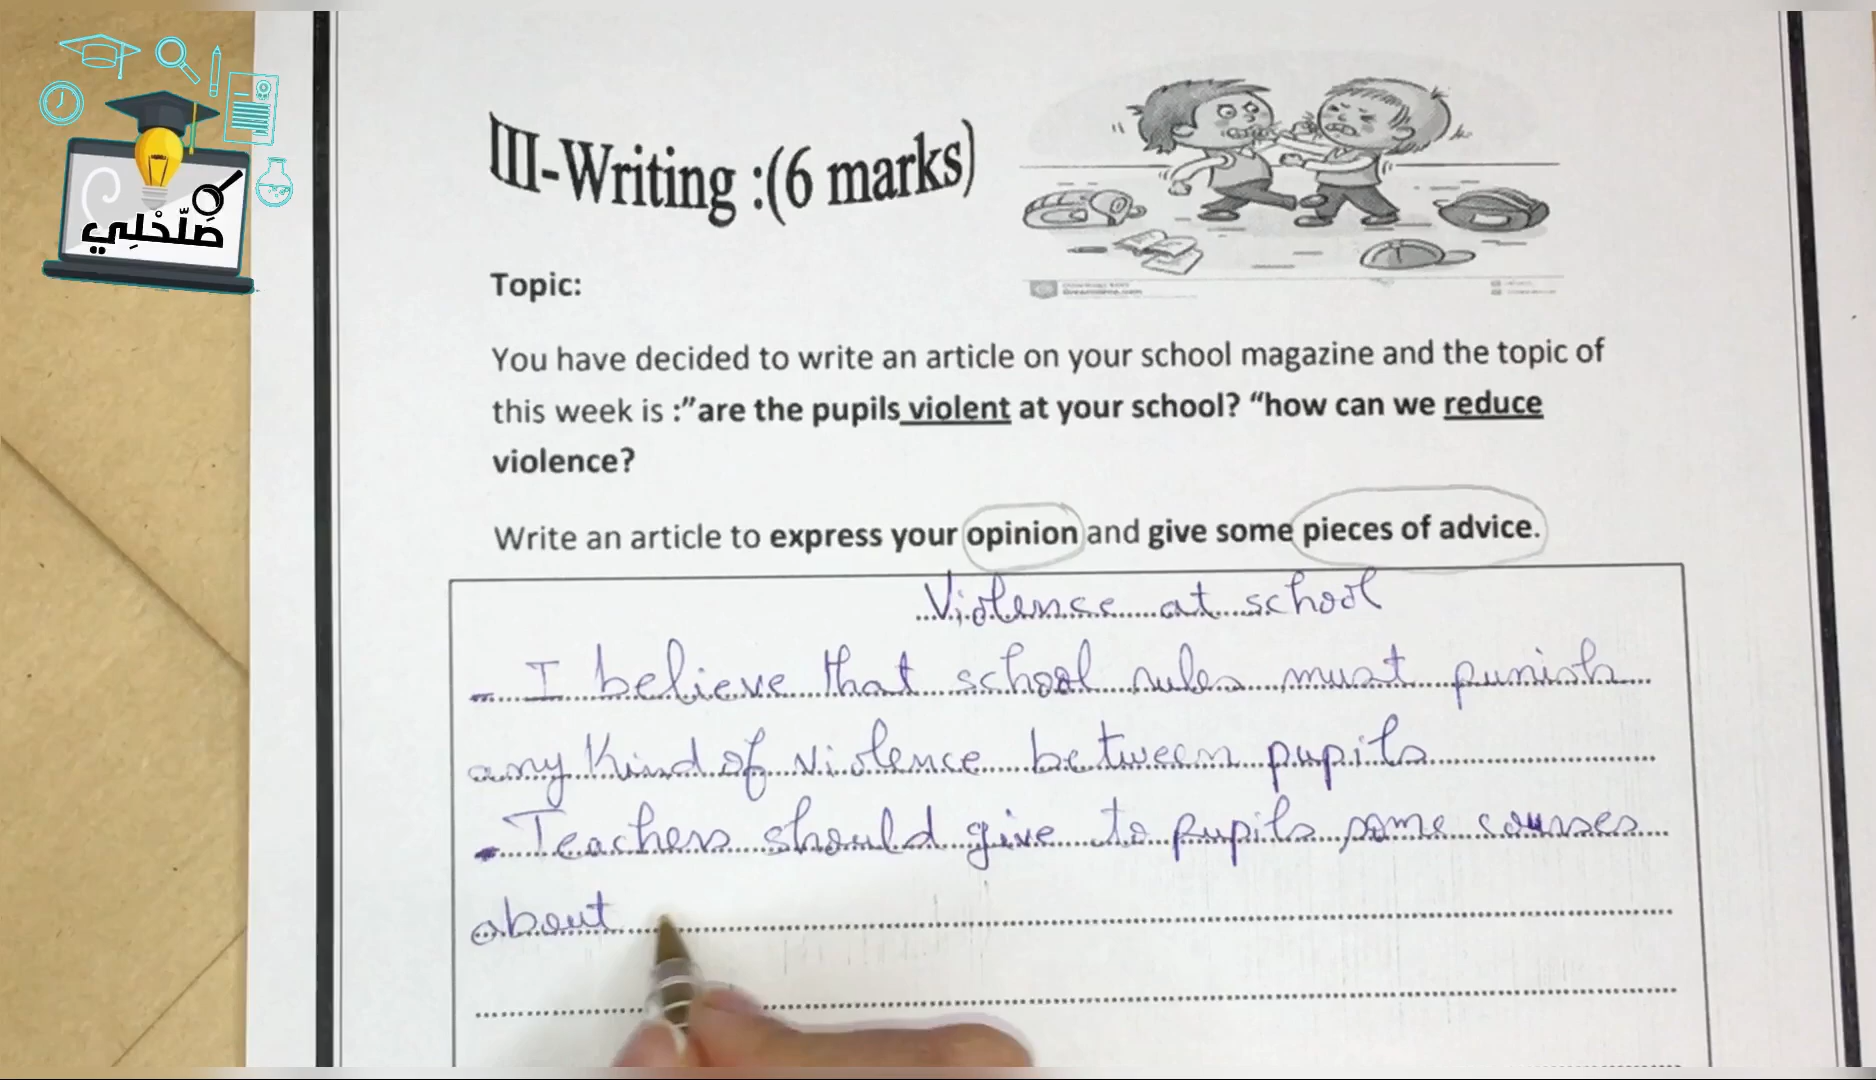 صَلَّحْلِي
III-Writing :(6 marks)
Topic:
You have decided to write an article on your school magazine and the topic of
this week is :”are the pupils violent at your school? “how can we reduce
violence?
Write an article to express your opinion and give some pieces of advice.
Violence at school
- I believe that school rules must punish
any kind of violence between pupils
- Teachers should give to pupils some courses
about